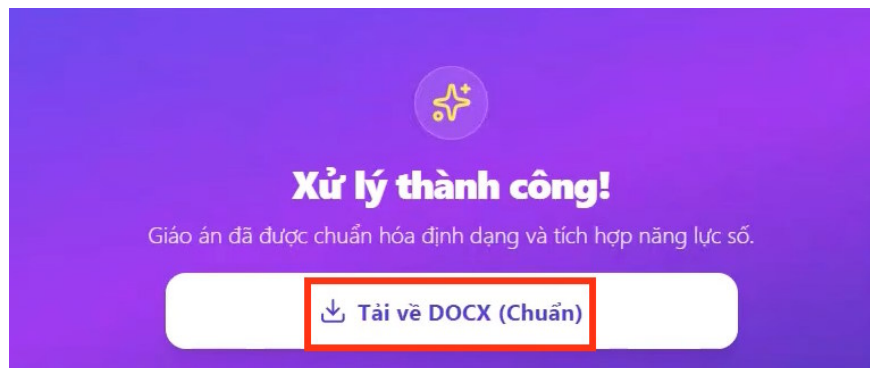 Xử lý thành công!
Giáo án đã được chuẩn hóa định dạng và tích hợp năng lực số.
Tải về DOCX (Chuẩn)